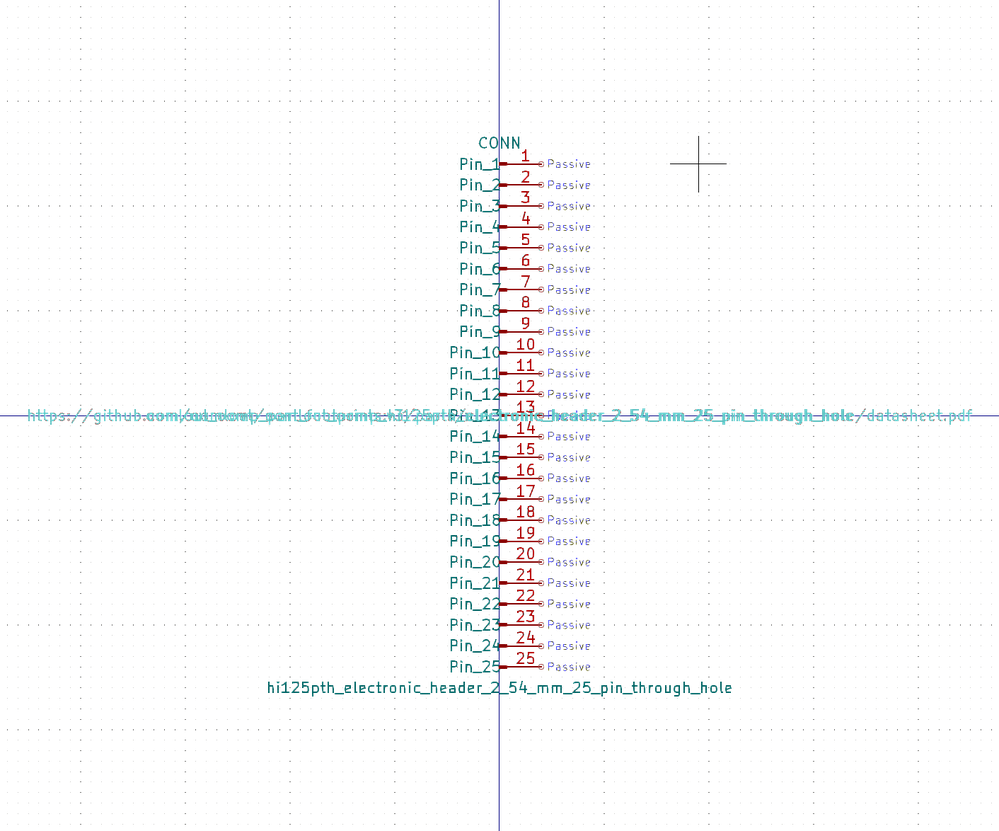 CONN
Pin_1 1 Passive
Pin_2 2 Passive
Pin_3 3 Passive
Pin_4 4 Passive
Pin_5 5 Passive
Pin_6 6 Passive
Pin_7 7 Passive
Pin_8 8 Passive
Pin_9 9 Passive
Pin_10 10 Passive
Pin_11 11 Passive
Pin_12 12 Passive
13
Pin_14 14 Passive
Pin_15 15 Passive
Pin_16 16 Passive
Pin_17 17 Passive
Pin_18 18 Passive
Pin_19 19 Passive
Pin_20 20 Passive
Pin_21 21 Passive
Pin_22 22 Passive
Pin_23 23 Passive
Pin_24 24 Passive
Pin_25 25 Passive
hi125pth_electronic_header_2_54_mm_25_pin_through_hole